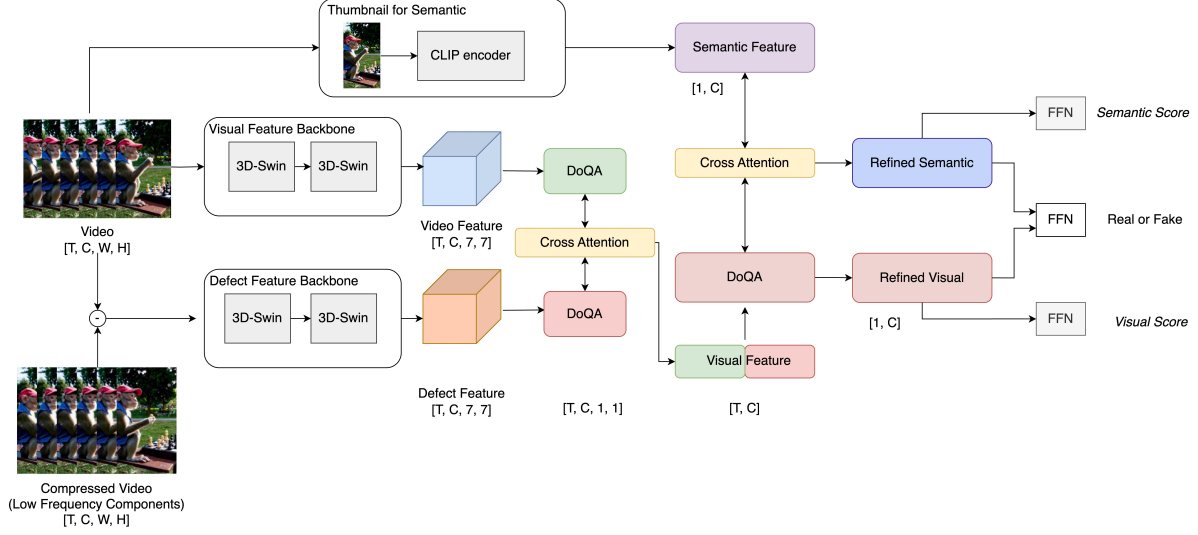 Thumbnail for Semantic
CLIP encoder
Semantic Feature
[1, C]
Visual Feature Backbone
3D-Swin
3D-Swin
Video
[T, C, W, H]
Video Feature
[T, C, 7, 7]
DoQA
Cross Attention
DoQA
Defect Feature Backbone
3D-Swin
3D-Swin
-
Defect Feature
[T, C, 7, 7]
[T, C, 1, 1]
Compressed Video
(Low Frequency Components)
[T, C, W, H]
Cross Attention
DoQA
Visual Feature
[T, C]
Refined Semantic
Refined Visual
[1, C]
FFN
Semantic Score
FFN
Real or Fake
FFN
Visual Score